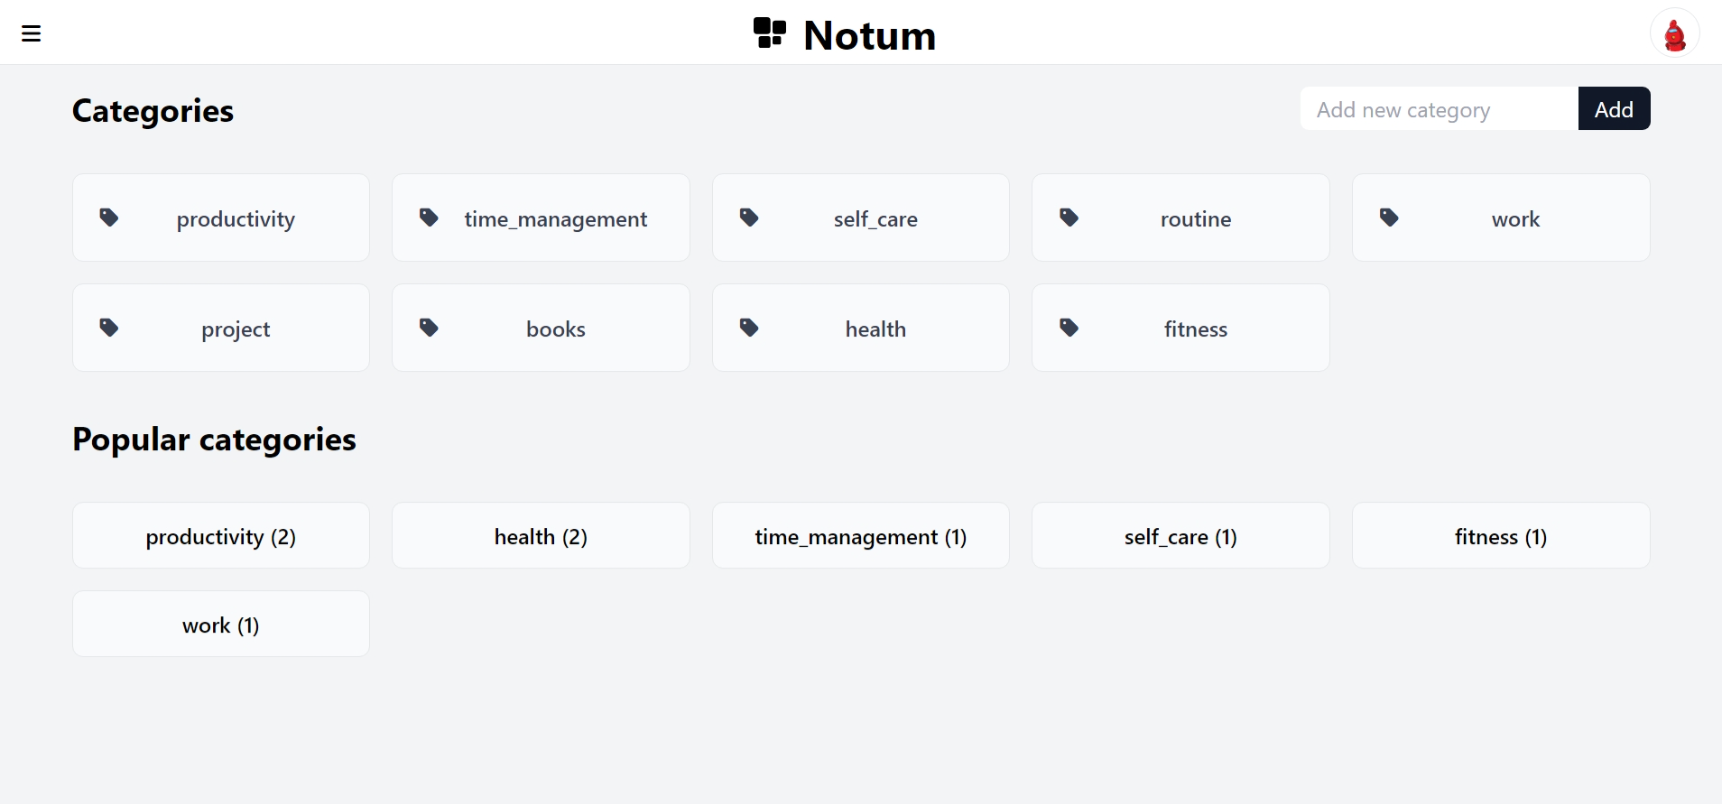 Notum
Categories
Add new category
Add
productivity
time_management
self_care
routine
work
project
books
health
fitness
Popular categories
productivity (2)
health (2)
time_management (1)
self_care (1)
fitness (1)
work (1)